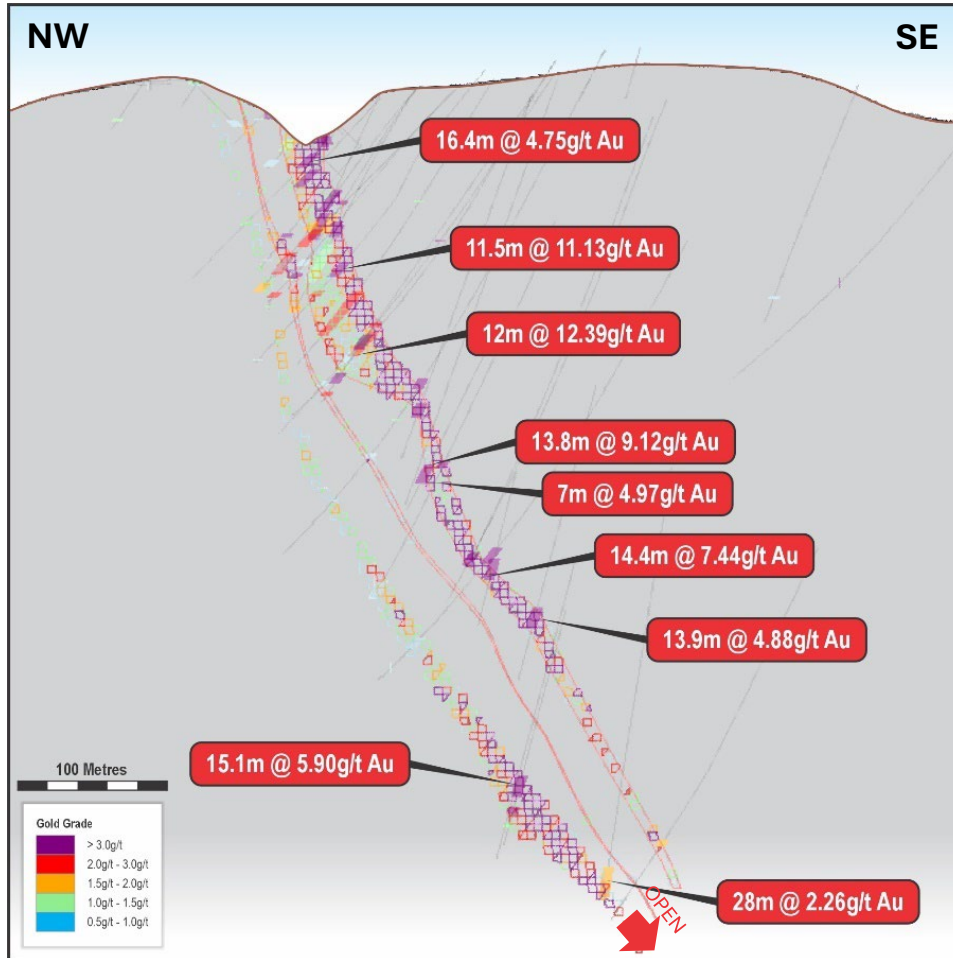 NW
SE
16.4m @ 4.75g/t Au
11.5m @ 11.13g/t Au
12m @ 12.39g/t Au
13.8m @ 9.12g/t Au
7m @ 4.97g/t Au
14.4m @ 7.44g/t Au
13.9m @ 4.88g/t Au
15.1m @ 5.90g/t Au
28m @ 2.26g/t Au
OPEN
100 Metres
Gold Grade
> 3.0g/t
2.0g/t - 3.0g/t
1.5g/t - 2.0g/t
1.0g/t - 1.5g/t
0.5g/t - 1.0g/t